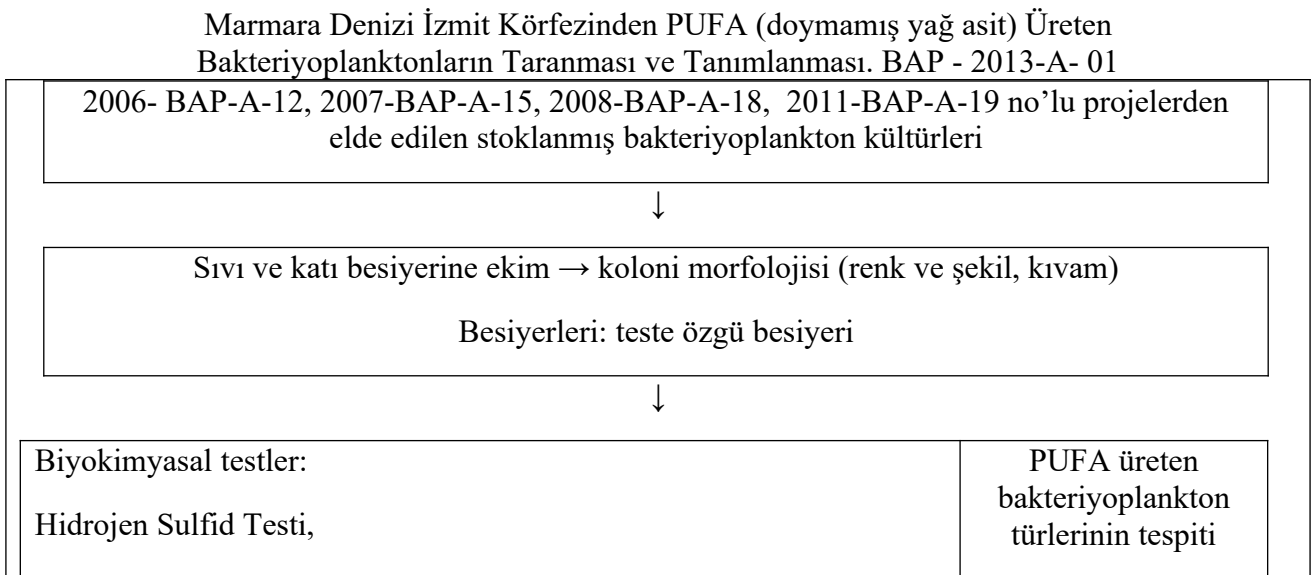 Marmara Denizi İzmit Körfezinden PUFA (doymamış yağ asit) Üreten
Bakteriyoplanktonların Taranması ve Tanımlanması. BAP - 2013-A- 01
2006- BAP-A-12, 2007-BAP-A-15, 2008-BAP-A-18, 2011-BAP-A-19 no’lu projelerden
elde edilen stoklanmış bakteriyoplankton kültürleri
↓
Sıvı ve katı besiyerine ekim → koloni morfolojisi (renk ve şekil, kıvam)
Besiyerleri: teste özgü besiyeri
↓
Biyokimyasal testler:
Hidrojen Sulfid Testi,
PUFA üreten
bakteriyoplankton
türlerinin tespiti